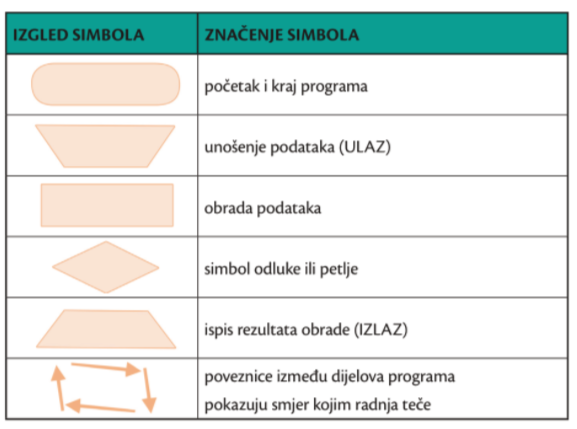 IZGLED SIMBOLA
ZNAČENJE SIMBOLA
početak i kraj programa
unošenje podataka (ULAZ)
obrada podataka
simbol odluke ili petlje
ispis rezultata obrade (IZLAZ)
poveznice između dijelova programa
pokazuju smjer kojim radnja teče